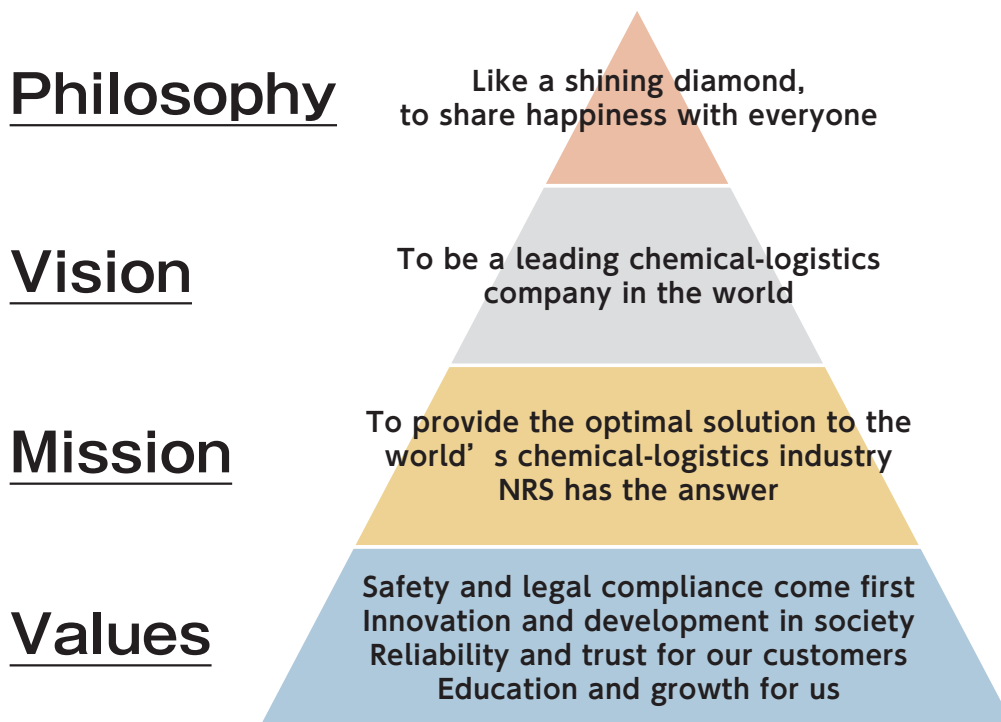 Philosophy
Like a shining diamond,
to share happiness with everyone
Vision
To be a leading chemical-logistics
company in the world
Mission
To provide the optimal solution to the
world’ s chemical-logistics industry
NRS has the answer
Values
Safety and legal compliance come first
Innovation and development in society
Reliability and trust for our customers
Education and growth for us